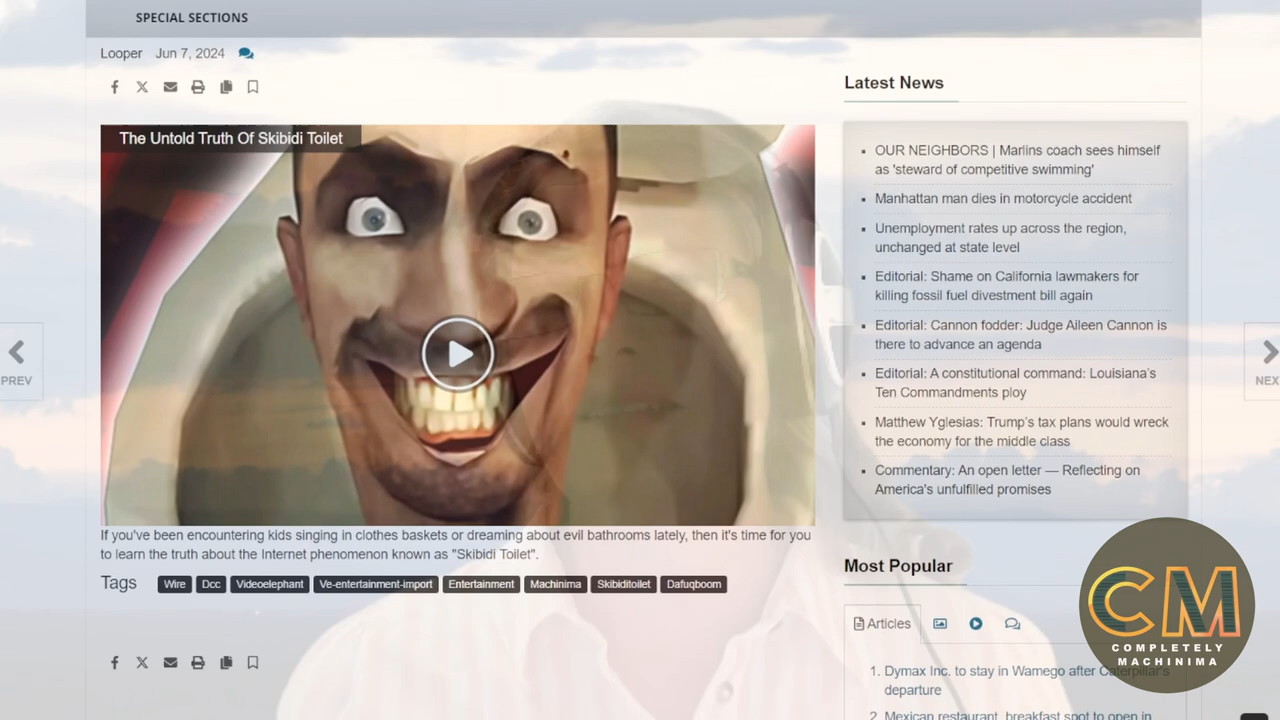 SPECIAL SECTIONS
Looper Jun 7, 2024
The Untold Truth Of Skibidi Toilet
PREV
If you've been encountering kids singing in clothes baskets or dreaming about evil bathrooms lately, then it's time for you
to learn the truth about the Internet phenomenon known as "Skibidi Toilet".
Tags Wire Dcc Videoelephant Ve-entertainment-import Entertainment Machinima Skibiditoilet Dafuqboom
Latest News
OUR NEIGHBORS | Marlins coach sees himself
as 'steward of competitive swimming'
Manhattan man dies in motorcycle accident
Unemployment rates up across the region,
unchanged at state level
Editorial: Shame on California lawmakers for
killing fossil fuel divestment bill again
Editorial: Cannon fodder: Judge Aileen Cannon is
there to advance an agenda
Editorial: A constitutional command: Louisiana's
Ten Commandments ploy
Matthew Yglesias: Trump's tax plans would wreck
the economy for the middle class
Commentary: An open letter — Reflecting on
America's unfulfilled promises
NEX
Most Popular
Articles
1. Dymax Inc. to stay in Wamego after Caterpillar's
departure
2. Mexican restaurant, breakfast spot to open in
CM
COMPLETELY
MACHINIMA